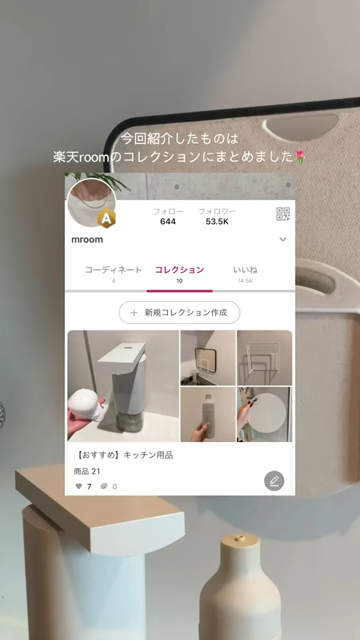 今回紹介したものは
楽天roomのコレクションにまとめました🌷
A
フォロー フォロワー
644 53.5K
mroom
コーディネート コレクション いいね
4 10 14.5K
＋ 新規コレクション作成
【おすすめ】キッチン用品
商品 21
7 0